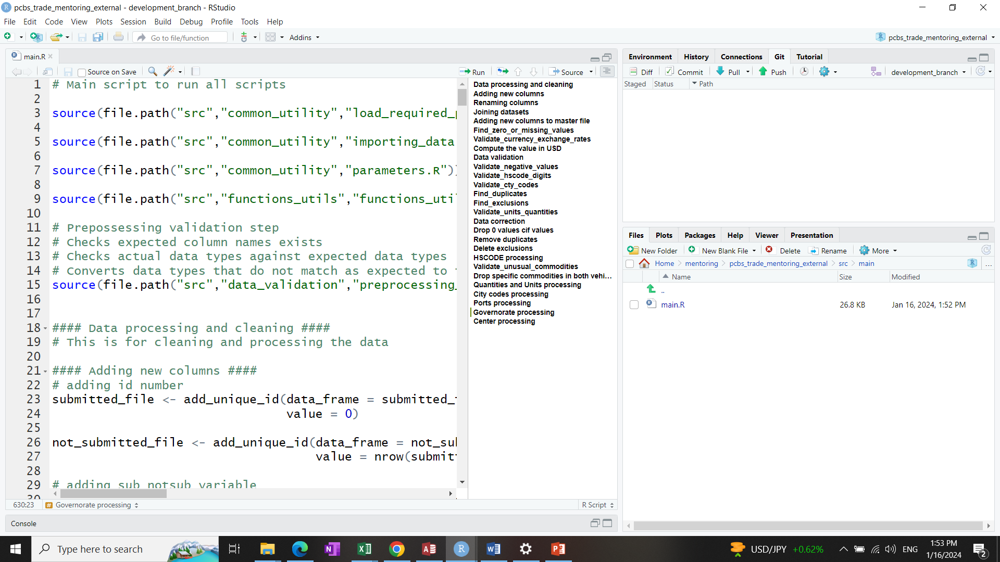 pcbs_trade_mentoring_external - development_branch - RStudio
File Edit Code View Plots Session Build Debug Profile Tools Help
Go to file/function
Addins
pcbs_trade_mentoring_external
main.R
Source on Save
Run
Source
1 # Main script to run all scripts
2
3 source(file.path("src","common_utility","load_required_
4
5 source(file.path("src","common_utility","importing_data
6
7 source(file.path("src","common_utility","parameters.R")
8
9 source(file.path("src","functions_utils","functions_uti
10
11 # Prepossessing validation step
12 # Checks expected column names exists
13 # Checks actual data types against expected data types
14 # Converts data types that do not match as expected to
15 source(file.path("src","data_validation","preprocessing_
16
17
18 #### Data processing and cleaning ####
19 # This is for cleaning and processing the data
20
21 #### Adding new columns ####
22 # adding id number
23 submitted_file <- add_unique_id(data_frame = submitted_
24 value = 0)
25
26 not_submitted_file <- add_unique_id(data_frame = not_su
27 value = nrow(submit
28
29 # adding sub notsub variable
30
Data processing and cleaning
Adding new columns
Renaming columns
Joining datasets
Adding new columns to master file
Find_zero_or_missing_values
Validate_currency_exchange_rates
Compute the value in USD
Data validation
Validate_negative_values
Validate_hscode_digits
Validate_cty_codes
Find_duplicates
Find_exclusions
Validate_units_quantities
Data correction
Drop 0 values cif values
Remove duplicates
Delete exclusions
HSCODE processing
Validate_unusual_commodities
Drop specific commodities in both vehi...
Quantities and Units processing
City codes processing
Ports processing
Governorate processing
Center processing
630:23 Governorate processing
R Script
Console
Environment History Connections Git Tutorial
Diff Commit Pull Push development_branch
Staged Status Path
Files Plots Packages Help Viewer Presentation
New Folder New Blank File Delete Rename More
Home mentoring pcbs_trade_mentoring_external src main ...
Name Size Modified
..
main.R 26.8 KB Jan 16, 2024, 1:52 PM
Type here to search
USD/JPY +0.62%
ENG
1:53 PM
1/16/2024
2